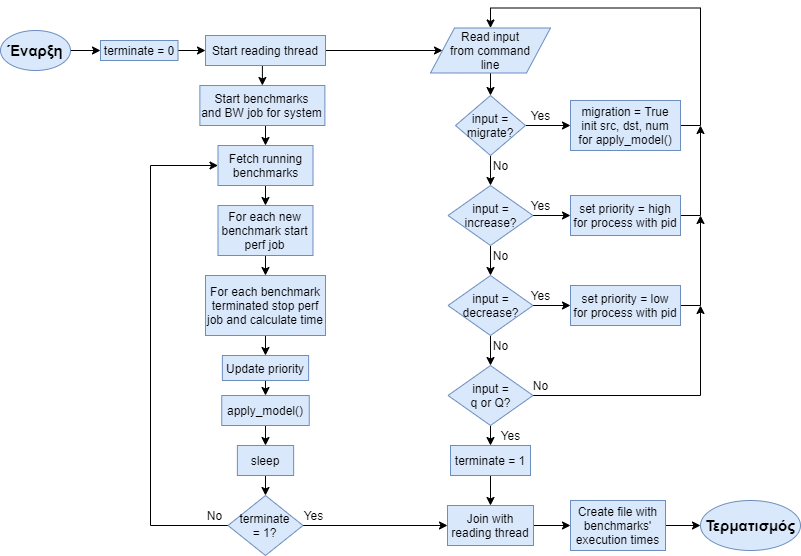 Έναρξη
terminate = 0
Start reading thread
Start benchmarks
and BW job for system
Fetch running
benchmarks
For each new
benchmark start
perf job
For each benchmark
terminated stop perf
job and calculate time
Update priority
apply_model()
sleep
terminate
= 1?
No
Yes
Read input
from command
line
input =
migrate?
Yes
migration = True
init src, dst, num
for apply_model()
No
input =
increase?
Yes
set priority = high
for process with pid
No
input =
decrease?
Yes
set priority = low
for process with pid
No
input =
q or Q?
No
Yes
terminate = 1
Join with
reading thread
Create file with
benchmarks'
execution times
Τερματισμός